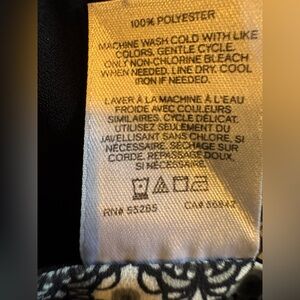 100% POLYESTER
MACHINE WASH COLD WITH LIKE
COLORS. GENTLE CYCLE.
ONLY NON-CHLORINE BLEACH
WHEN NEEDED. LINE DRY. COOL
IRON IF NEEDED.
LAVER À LA MACHINE À L'EAU
FROIDE AVEC COULEURS
SIMILAIRES. CYCLE DÉLICAT.
UTILISEZ SEULEMENT DU
JAVELLISANT SANS CHLORE, SI
NÉCESSAIRE. SÉCHAGE SUR
CORDE. REPASSAGE DOUX,
SI NÉCESSAIRE.
RN# 55285 CA# 56842